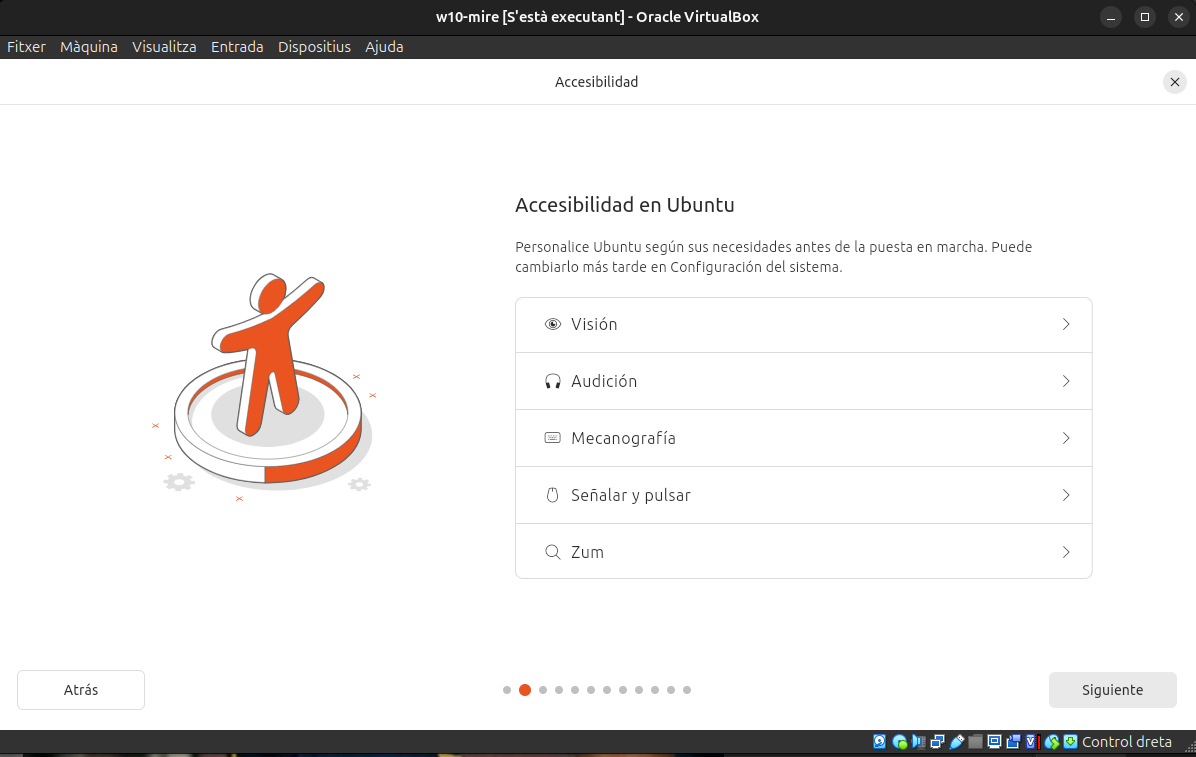 w10-mire [S'està executant] - Oracle VirtualBox
Fitxer Màquina Visualitza Entrada Dispositius Ajuda
Accesibilidad
Accesibilidad en Ubuntu
Personalice Ubuntu según sus necesidades antes de la puesta en marcha. Puede
cambiarlo más tarde en Configuración del sistema.
Visión
Audición
Mecanografía
Señalar y pulsar
Zum
Atrás
Siguiente
Control dreta